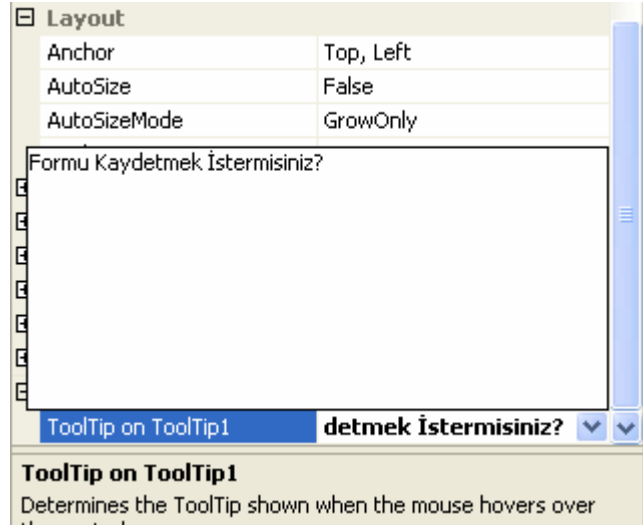 Layout
Anchor Top, Left
AutoSize False
AutoSizeMode GrowOnly
Formu Kaydetmek İstermisiniz?
ToolTip on ToolTip1 detmek İstermisiniz?
ToolTip on ToolTip1
Determines the ToolTip shown when the mouse hovers over